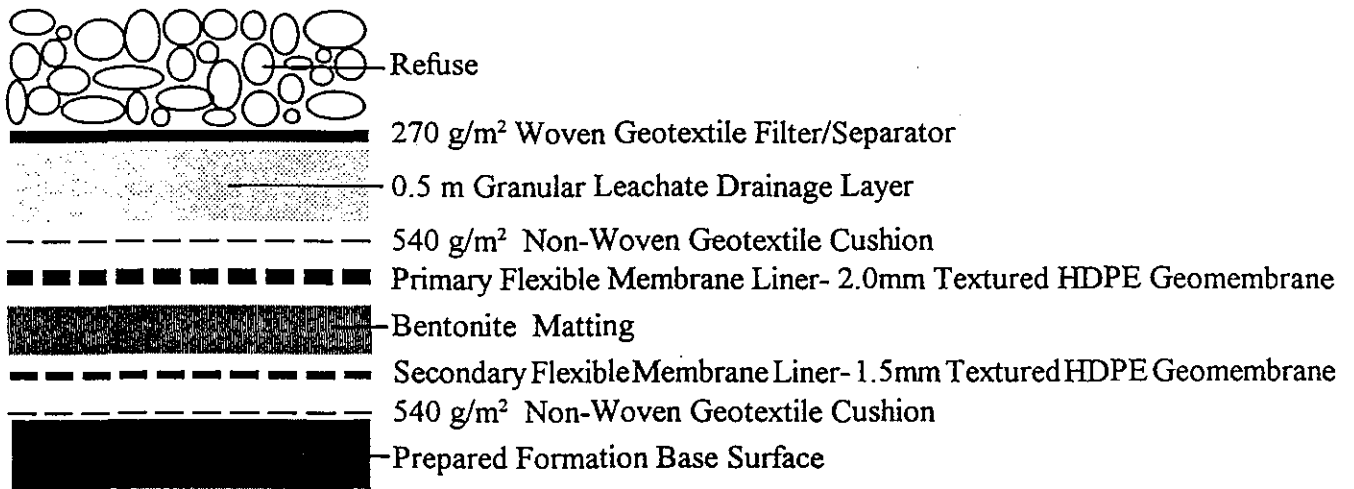 Refuse
270 g/m² Woven Geotextile Filter/Separator
0.5 m Granular Leachate Drainage Layer
540 g/m² Non-Woven Geotextile Cushion
Primary Flexible Membrane Liner- 2.0mm Textured HDPE Geomembrane
Bentonite Matting
Secondary Flexible Membrane Liner- 1.5mm Textured HDPE Geomembrane
540 g/m² Non-Woven Geotextile Cushion
Prepared Formation Base Surface